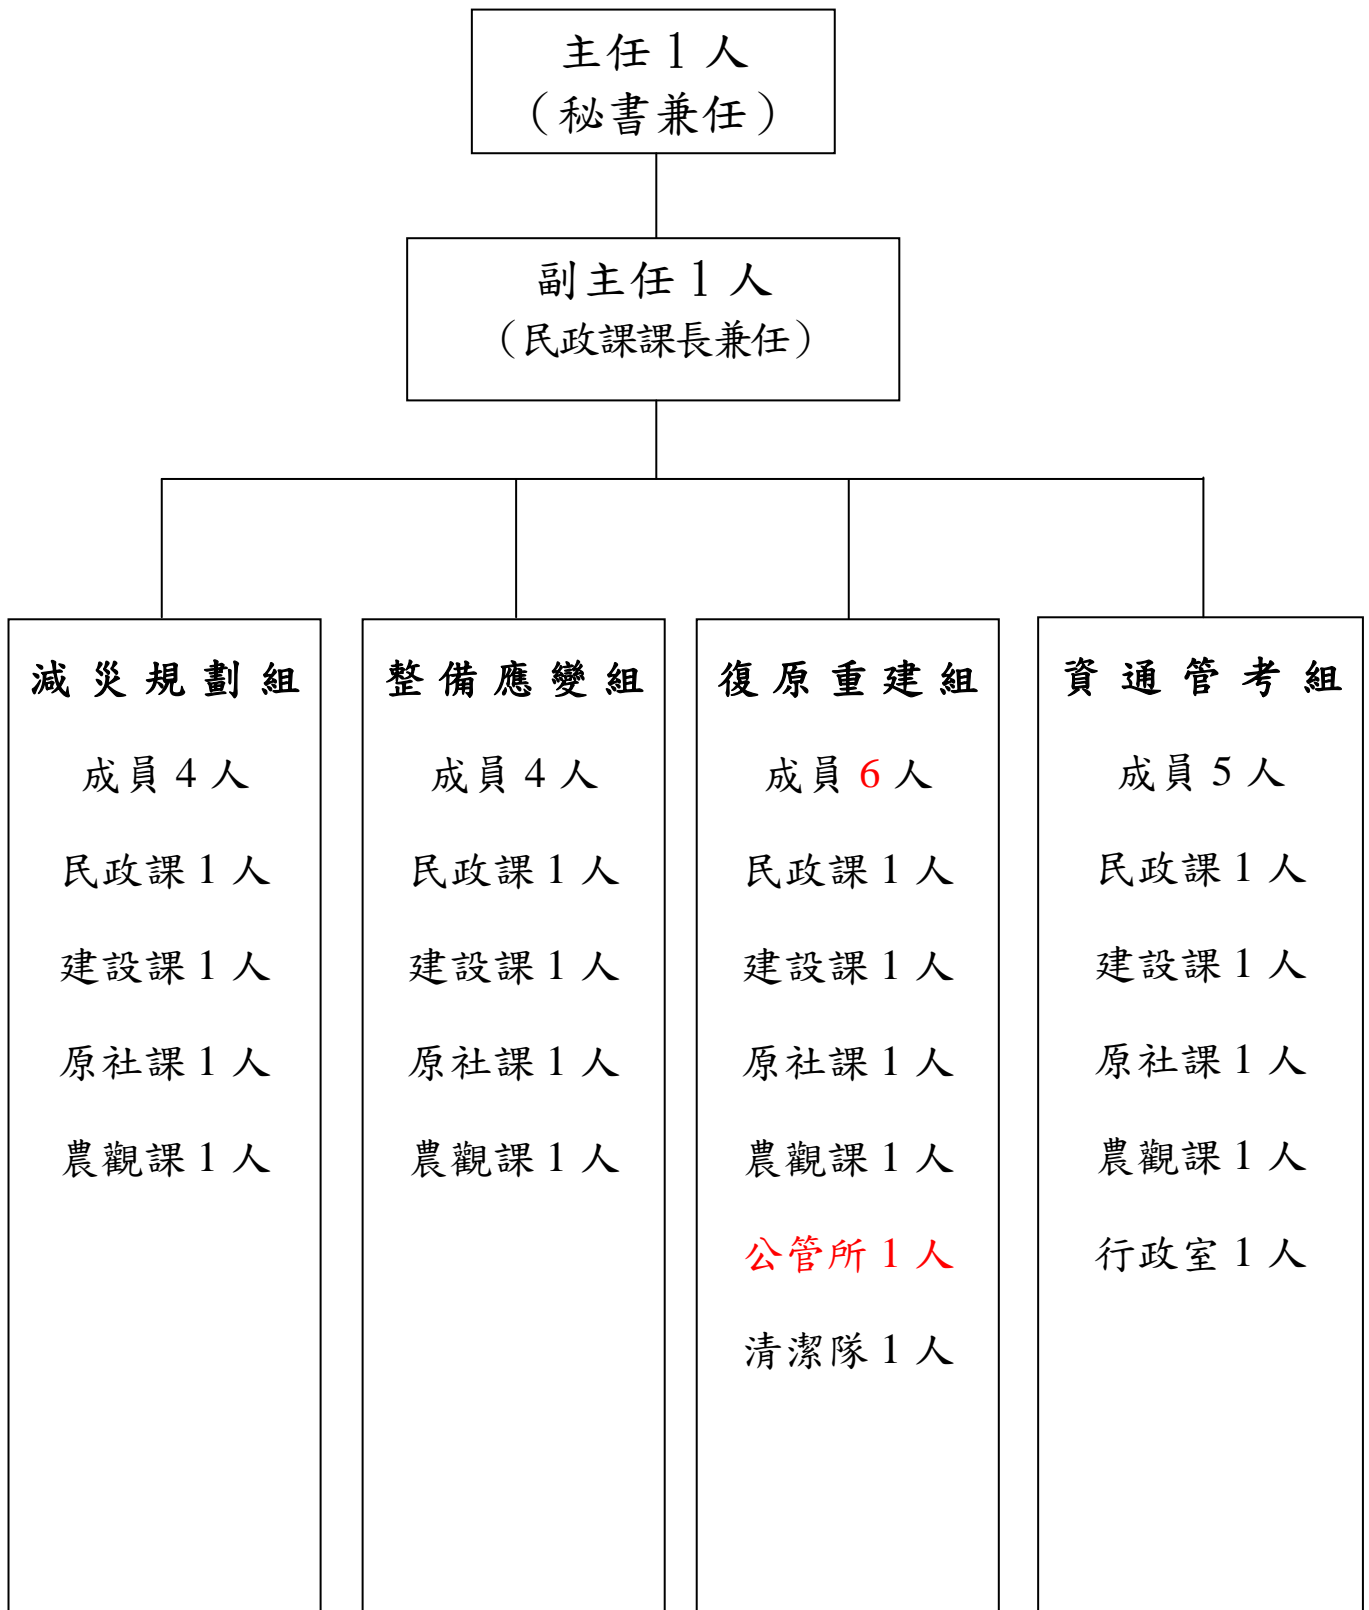 主任1人
（秘書兼任）
副主任1人
（民政課課長兼任）
減災規劃組
成員4人
民政課1人
建設課1人
原社課1人
農觀課1人
整備應變組
成員4人
民政課1人
建設課1人
原社課1人
農觀課1人
復原重建組
成員6人
民政課1人
建設課1人
原社課1人
農觀課1人
公管所1人
清潔隊1人
資通管考組
成員5人
民政課1人
建設課1人
原社課1人
農觀課1人
行政室1人